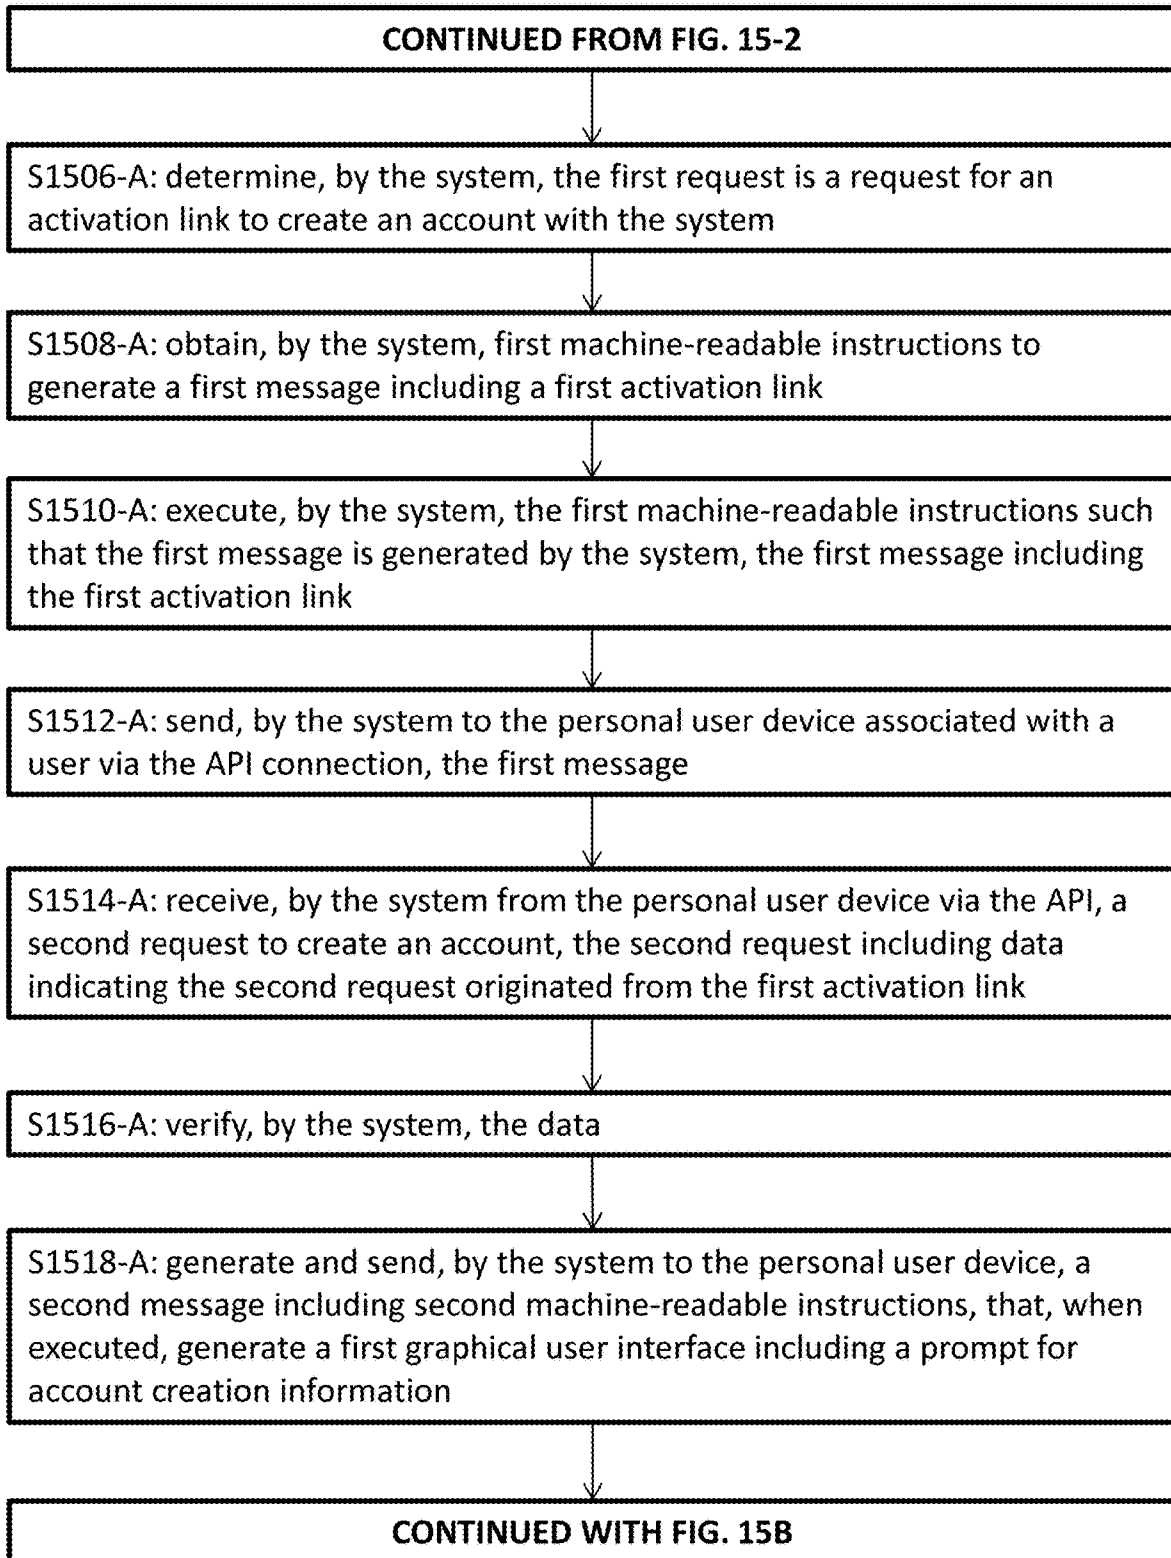 CONTINUED FROM FIG. 15-2
S1506-A: determine, by the system, the first request is a request for an
activation link to create an account with the system
S1508-A: obtain, by the system, first machine-readable instructions to
generate a first message including a first activation link
S1510-A: execute, by the system, the first machine-readable instructions such
that the first message is generated by the system, the first message including
the first activation link
S1512-A: send, by the system to the personal user device associated with a
user via the API connection, the first message
S1514-A: receive, by the system from the personal user device via the API, a
second request to create an account, the second request including data
indicating the second request originated from the first activation link
S1516-A: verify, by the system, the data
S1518-A: generate and send, by the system to the personal user device, a
second message including second machine-readable instructions, that, when
executed, generate a first graphical user interface including a prompt for
account creation information
CONTINUED WITH FIG. 15B